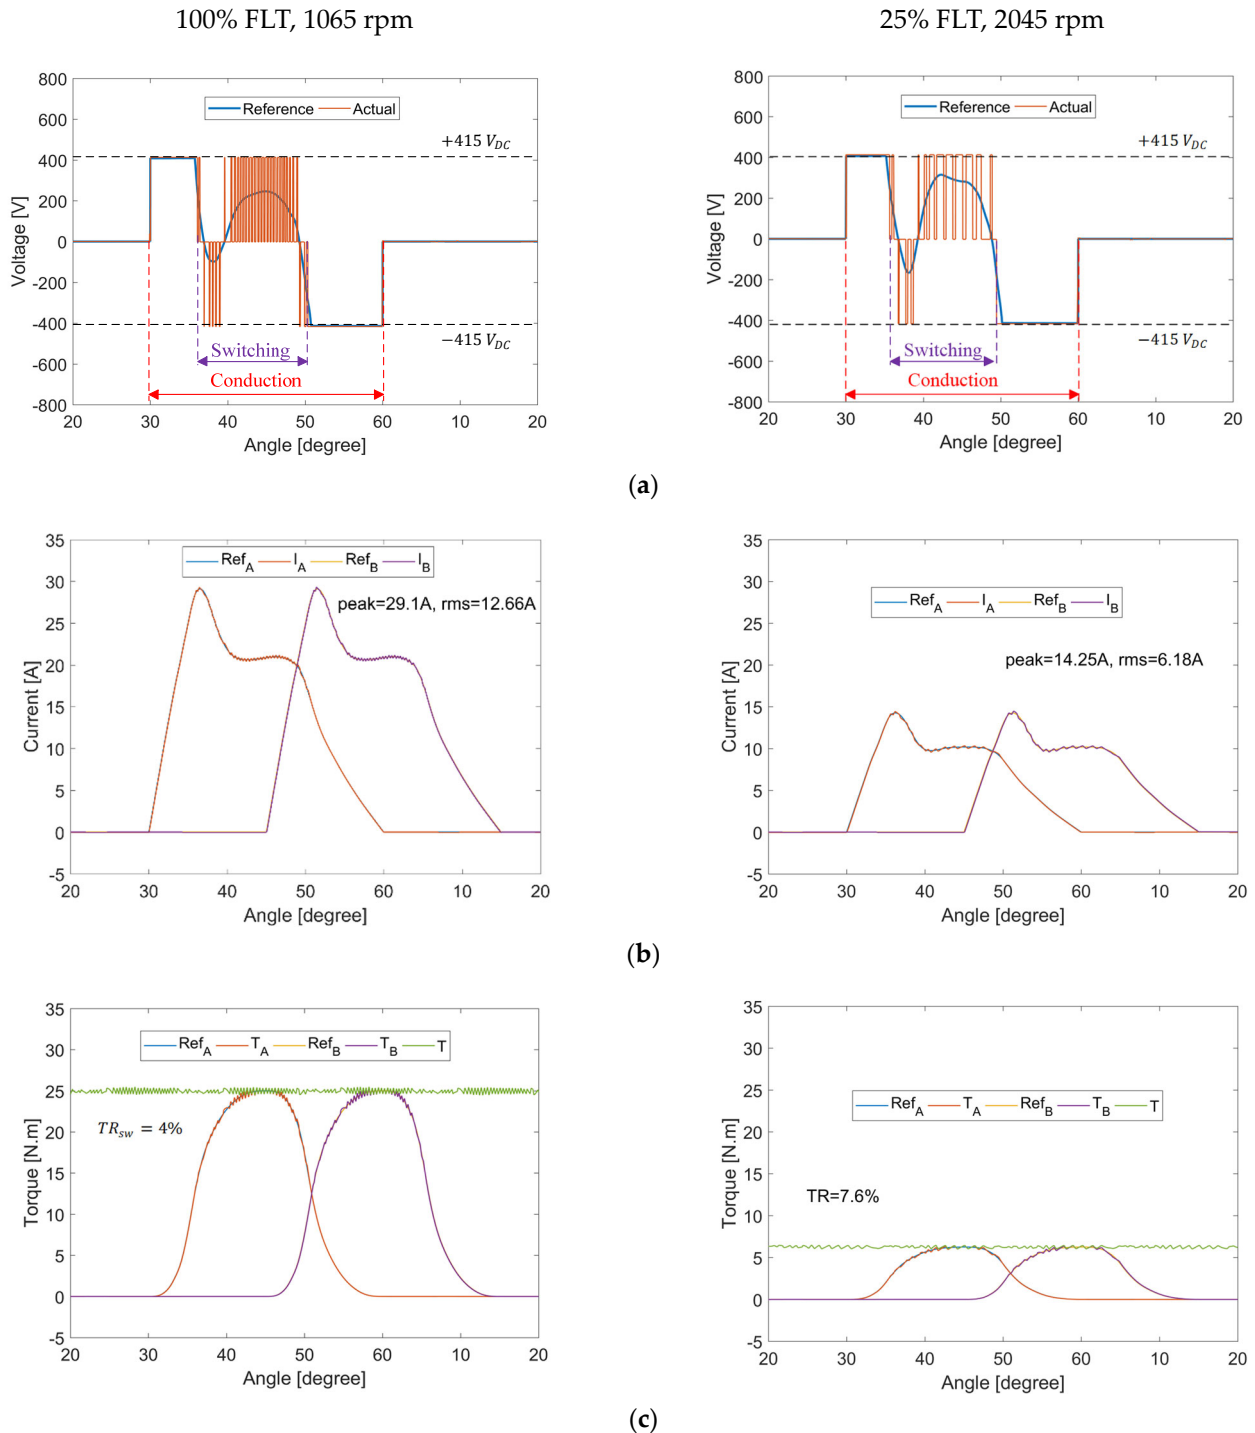 100% FLT, 1065 rpm
25% FLT, 2045 rpm
800
600
400
200
0
-200
-400
-600
-800
Voltage [V]
Reference Actual
+415 V_DC
−415 V_DC
Switching
Conduction
20 30 40 50 60 10 20
Angle [degree]
800
600
400
200
0
-200
-400
-600
-800
Voltage [V]
Reference Actual
+415 V_DC
−415 V_DC
Switching
Conduction
20 30 40 50 60 10 20
Angle [degree]
(a)
35
30
25
20
15
10
5
0
-5
Current [A]
Ref_A I_A Ref_B I_B
peak=29.1A, rms=12.66A
20 30 40 50 60 10 20
Angle [degree]
35
30
25
20
15
10
5
0
-5
Current [A]
Ref_A I_A Ref_B I_B
peak=14.25A, rms=6.18A
20 30 40 50 60 10 20
Angle [degree]
(b)
35
30
25
20
15
10
5
0
-5
Torque [N.m]
Ref_A T_A Ref_B T_B T
TR_sw = 4%
20 30 40 50 60 10 20
Angle [degree]
35
30
25
20
15
10
5
0
-5
Torque [N.m]
Ref_A T_A Ref_B T_B T
TR=7.6%
20 30 40 50 60 10 20
Angle [degree]
(c)